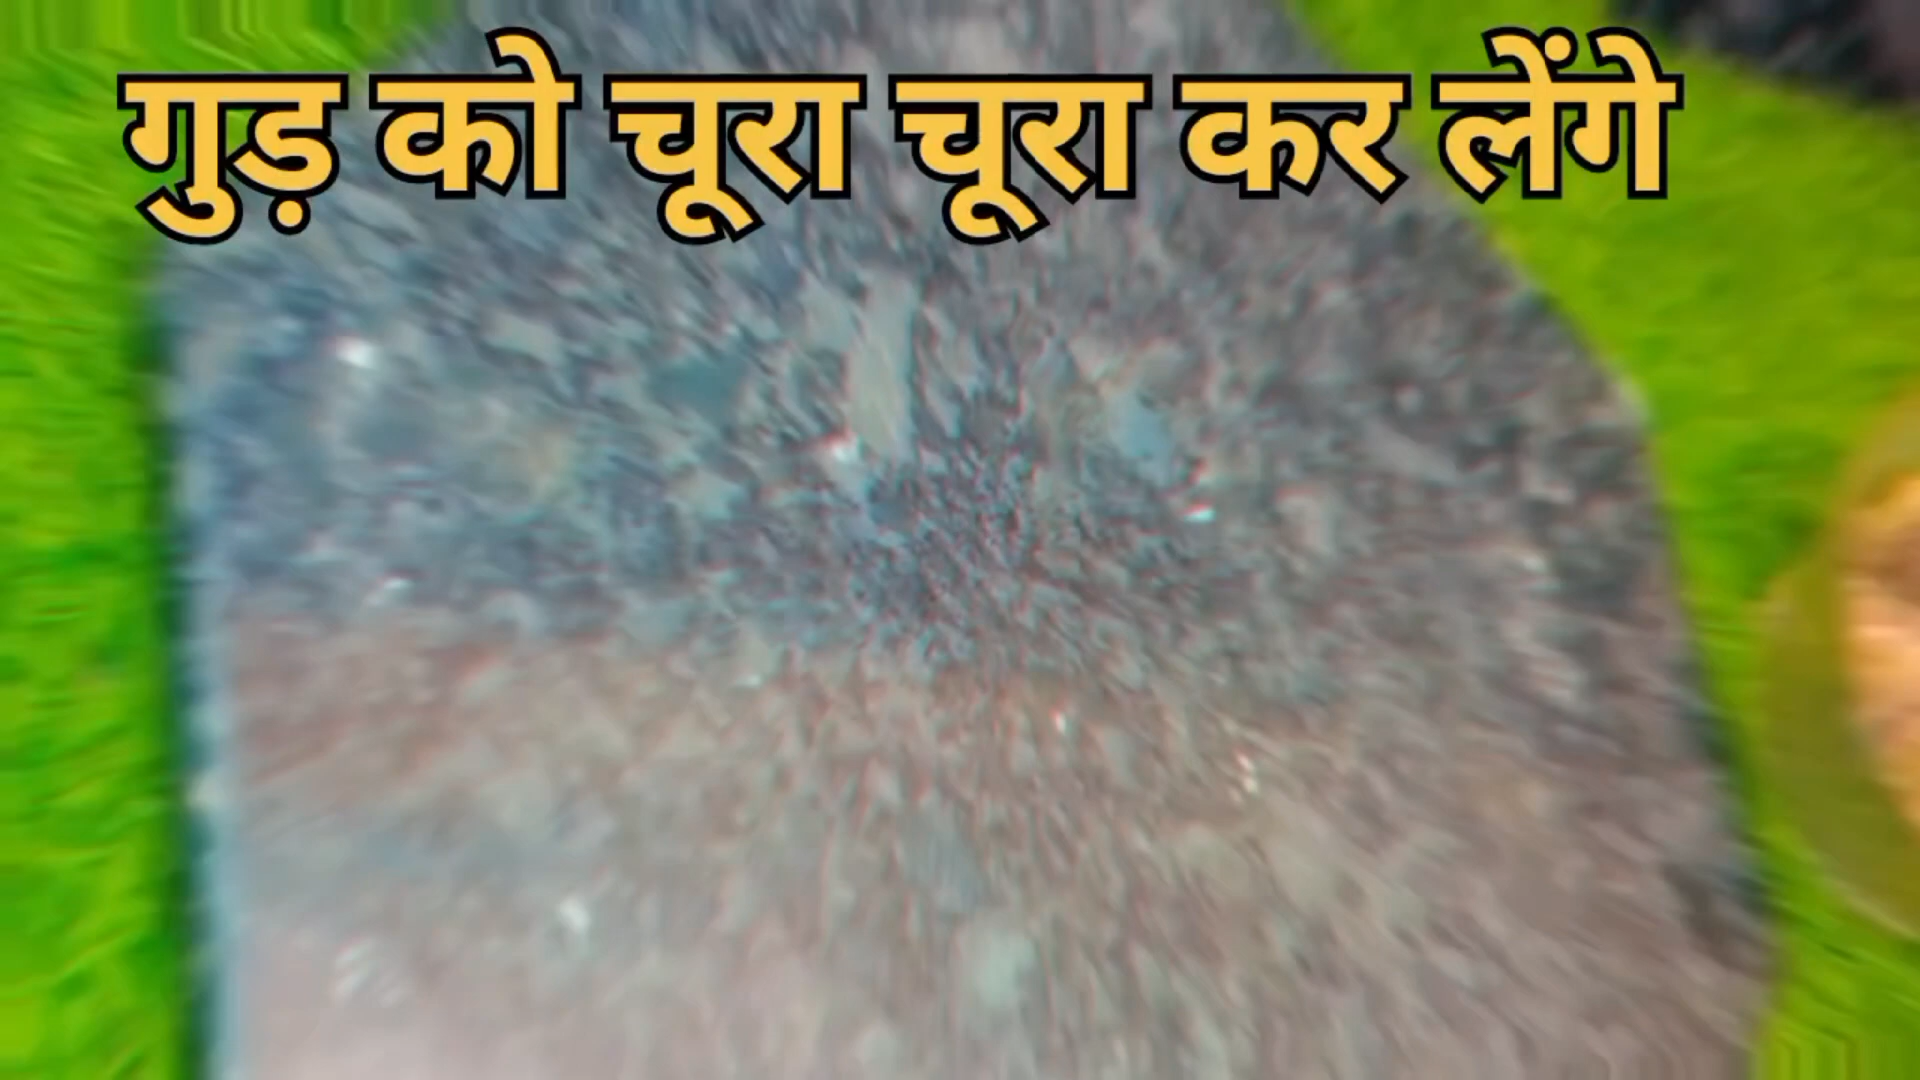 गुड़ को चूरा चूरा कर लेंगे